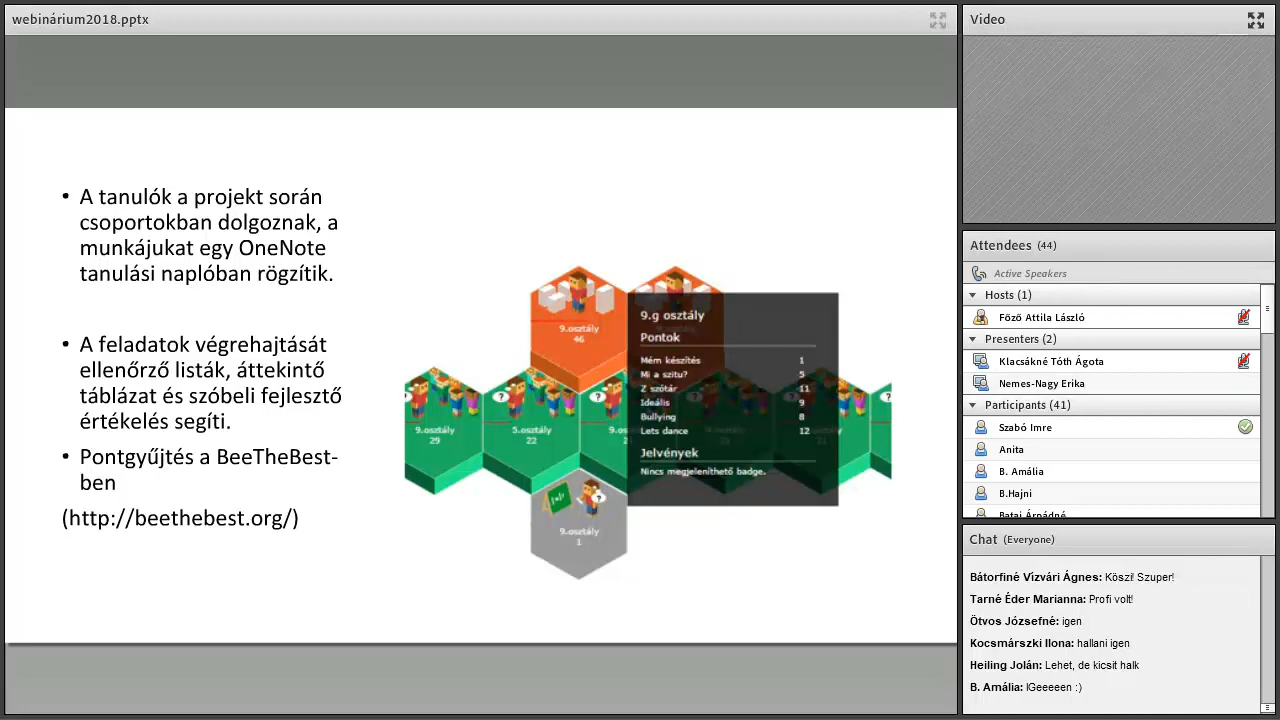 webinárium2018.pptx
• A tanulók a projekt során
csoportokban dolgoznak, a
munkájukat egy OneNote
tanulási naplóban rögzítik.
• A feladatok végrehajtását
ellenőrző listák, áttekintő
táblázat és szóbeli fejlesztő
értékelés segíti.
• Pontgyűjtés a BeeTheBest-
ben
(http://beethebest.org/)
9.osztály
46
9.osztály
29
5.osztály
22
9.osztály
1
9.g osztály
Pontok
Mém készítés 1
Mi a szitu? 5
Z szótár 11
Ideális 9
Bullying 8
Lets dance 12
Jelvények
Nincs megjeleníthető badge.
Video
Attendees (44)
Active Speakers
Hosts (1)
Főző Attila László
Presenters (2)
Klacsákné Tóth Ágota
Nemes-Nagy Erika
Participants (41)
Szabó Imre
Anita
B. Amália
B.Hajni
Bataj Árpádné
Chat (Everyone)
Bátorfiné Vízvári Ágnes: Köszi! Szuper!
Tarné Éder Marianna: Profi volt!
Ötvos Józsefné: igen
Kocsmárszki Ilona: hallani igen
Heiling Jolán: Lehet, de kicsit halk
B. Amália: IGeeeeen :)